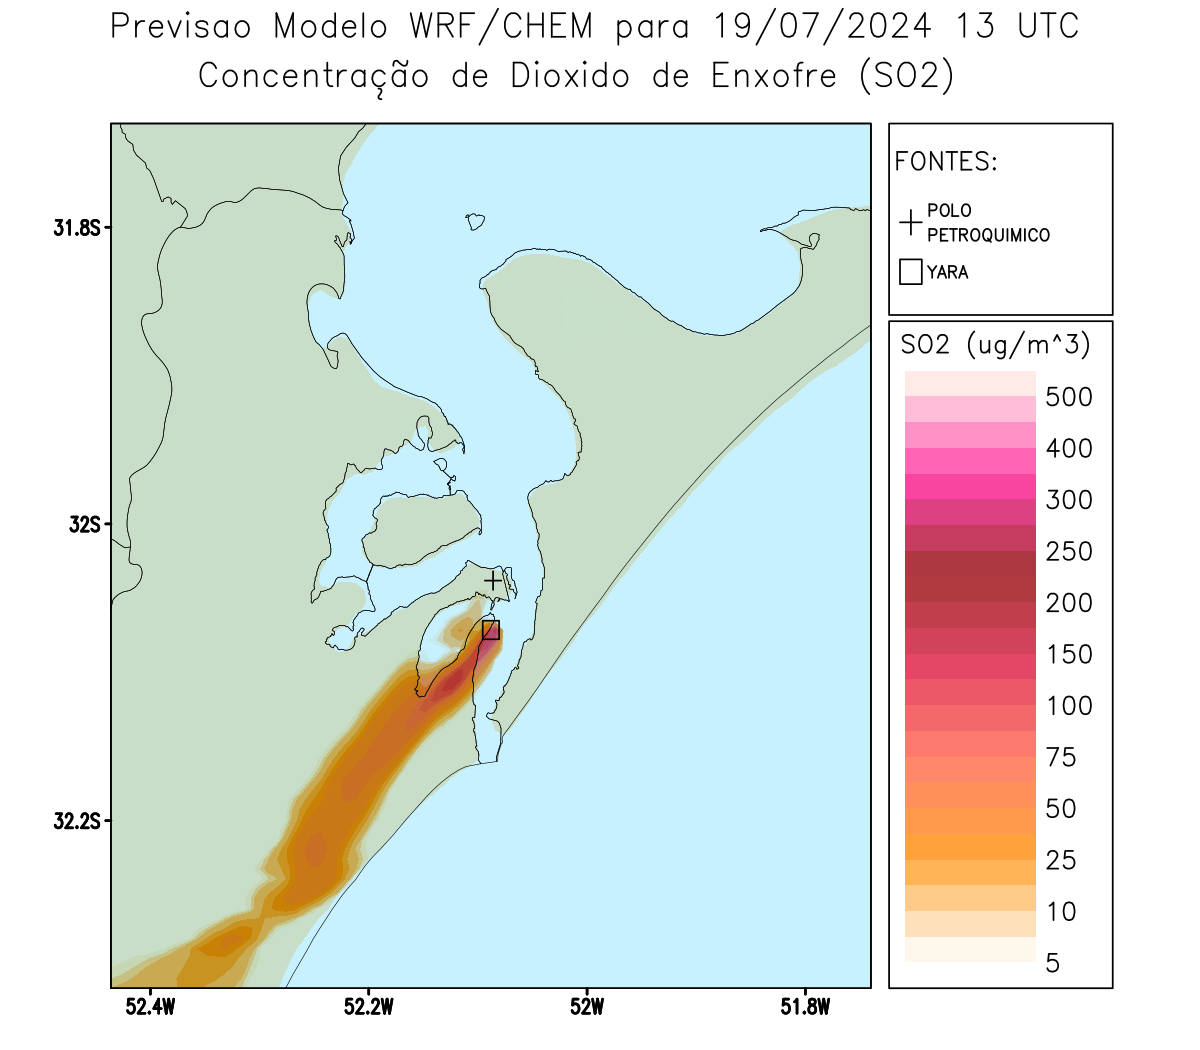 Previsao Modelo WRF/CHEM para 19/07/2024 13 UTC
Concentração de Dioxido de Enxofre (SO2)
FONTES:
POLO
PETROQUIMICO
YARA
SO2 (ug/m^3)
500
400
300
250
200
150
100
75
50
25
10
5
31.8S
32S
32.2S
52.4W
52.2W
52W
51.8W